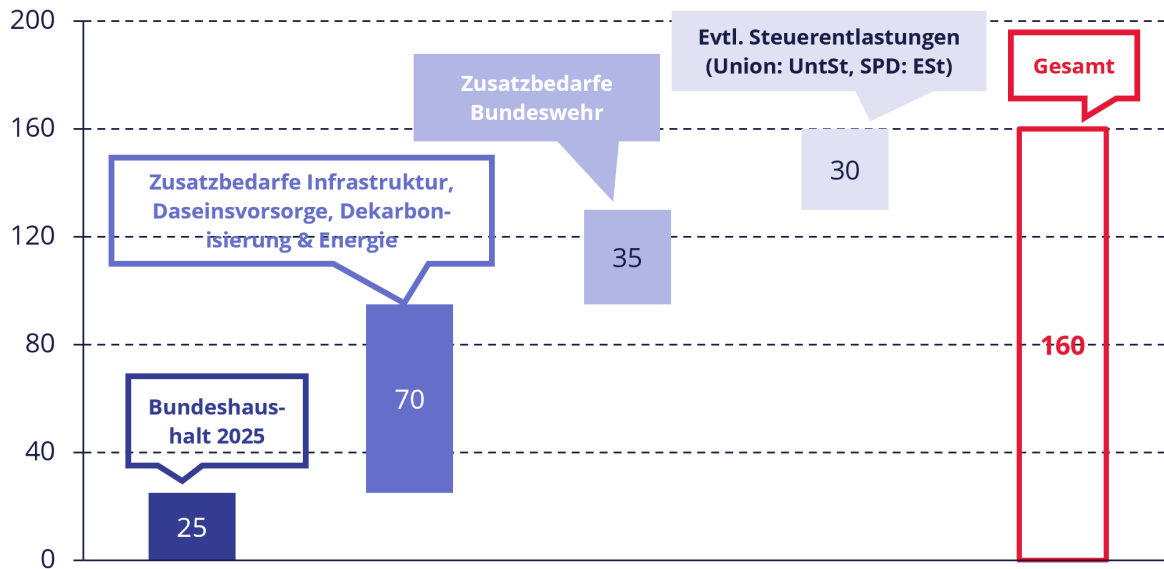 200
160
120
80
40
0
Bundeshaus-
halt 2025
25
Zusatzbedarfe Infrastruktur,
Daseinsvorsorge, Dekarbon-
isierung & Energie
70
Zusatzbedarfe
Bundeswehr
35
Evtl. Steuerentlastungen
(Union: UntSt, SPD: ESt)
30
Gesamt
160